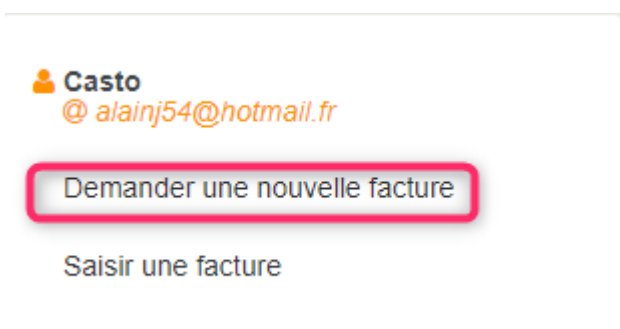 Casto
@ alainj54@hotmail.fr
Demander une nouvelle facture
Saisir une facture